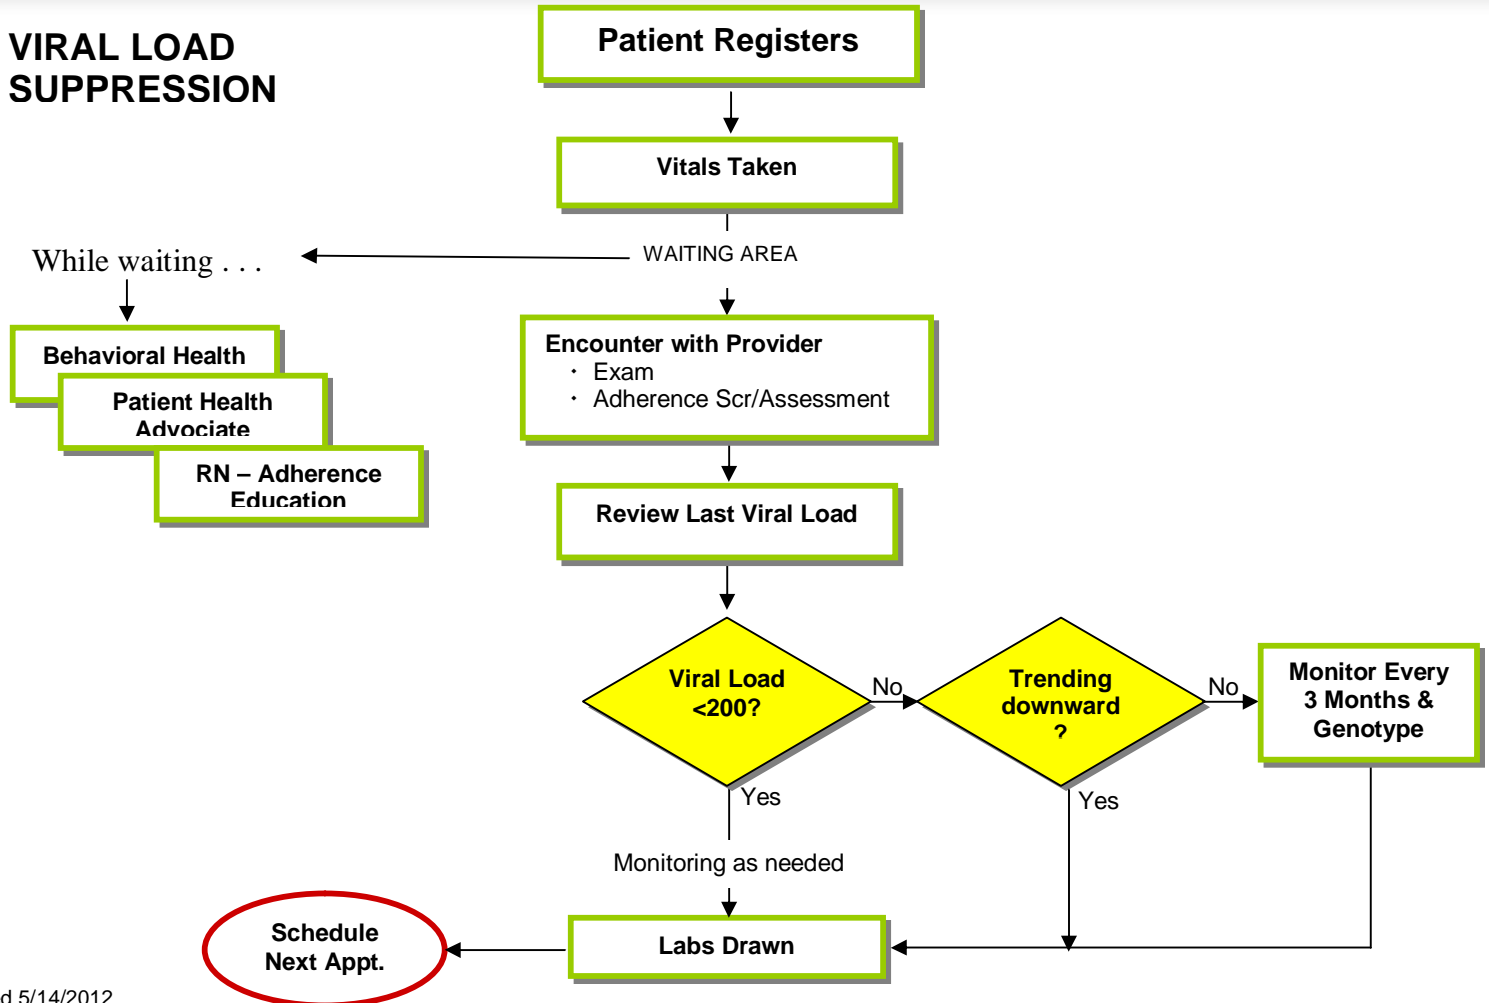 VIRAL LOAD
SUPPRESSION
Patient Registers
Vitals Taken
WAITING AREA
While waiting . . .
Behavioral Health
Patient Health
Advociate
RN – Adherence
Education
Encounter with Provider
· Exam
· Adherence Scr/Assessment
Review Last Viral Load
Viral Load
<200?
No
Trending
downward
?
No
Monitor Every
3 Months &
Genotype
Yes
Yes
Monitoring as needed
Labs Drawn
Schedule
Next Appt.
d 5/14/2012